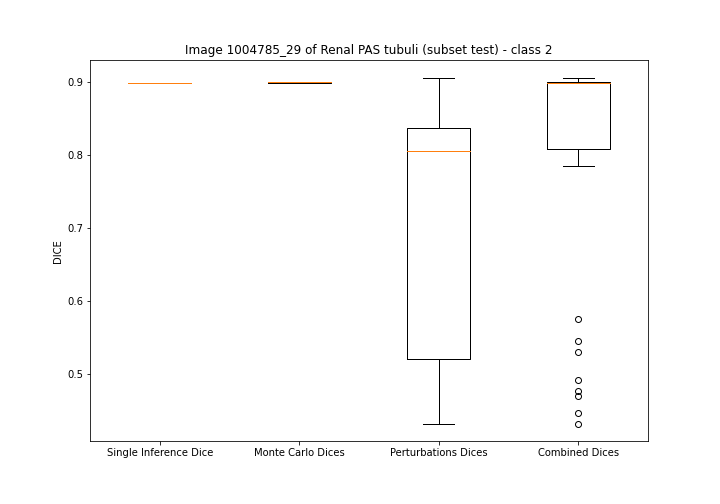 Image 1004785_29 of Renal PAS tubuli (subset test) - class 2
0.9
0.8
0.7
0.6
0.5
DICE
Single Inference Dice
Monte Carlo Dices
Perturbations Dices
Combined Dices